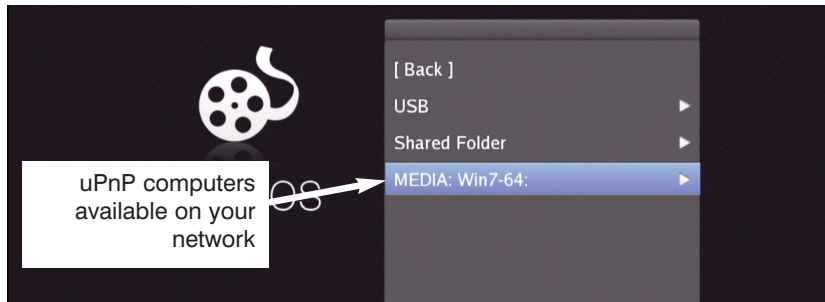 [ Back ]
USB
Shared Folder
MEDIA: Win7-64:
uPnP computers
available on your
network